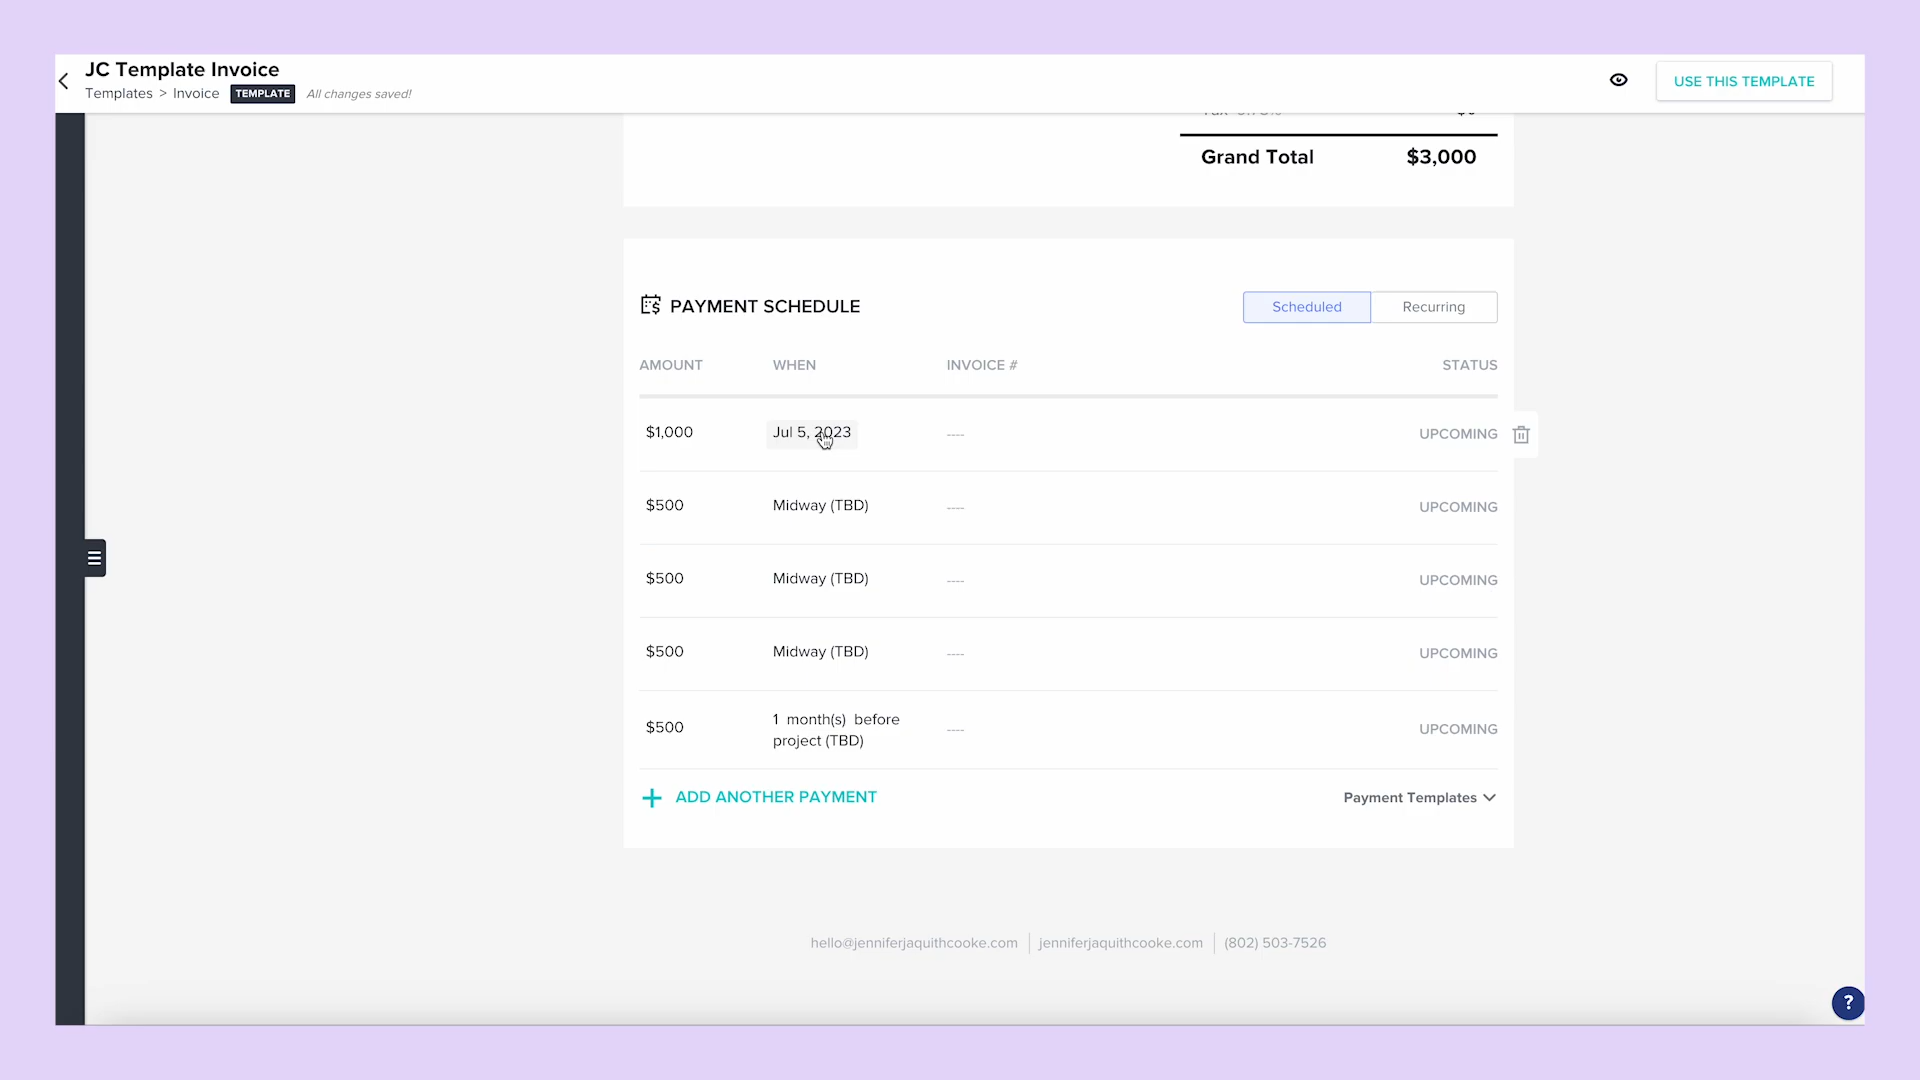 JC Template Invoice
Templates > Invoice TEMPLATE All changes saved!
USE THIS TEMPLATE
Grand Total $3,000
PAYMENT SCHEDULE
Scheduled Recurring
AMOUNT WHEN INVOICE # STATUS
$1,000 Jul 5, 2023 ---- UPCOMING
$500 Midway (TBD) ---- UPCOMING
$500 Midway (TBD) ---- UPCOMING
$500 Midway (TBD) ---- UPCOMING
$500 1 month(s) before
project (TBD) ---- UPCOMING
+ ADD ANOTHER PAYMENT Payment Templates
hello@jenniferjaquithcooke.com | jenniferjaquithcooke.com | (802) 503-7526
?